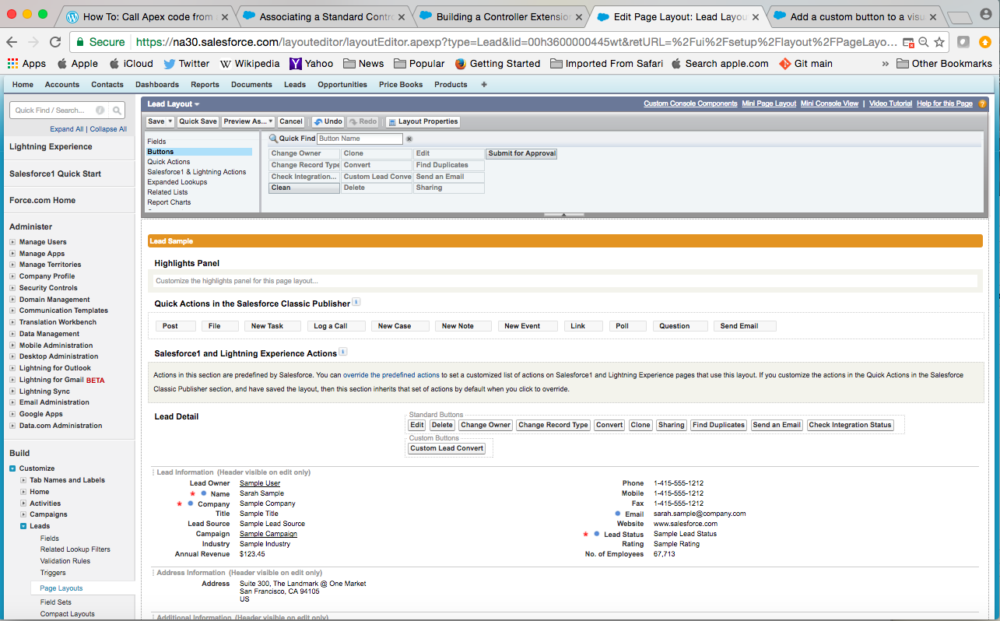 How To: Call Apex code from
Associating a Standard Contr
Building a Controller Extension
Edit Page Layout: Lead Layou
Add a custom button to a visu
Secure
https://na30.salesforce.com/layouteditor/layoutEditor.apexp?type=Lead&lid=00h3600000445wt&retURL=%2Fui%2Fsetup%2Flayout%2FPageLayo...
Apps Apple iCloud Twitter Wikipedia Yahoo News Popular Getting Started Imported From Safari Search apple.com Git main » Other Bookmarks
Home Accounts Contacts Dashboards Reports Documents Leads Opportunities Price Books Products +
Quick Find / Search...
Expand All | Collapse All
Lightning Experience
Salesforce1 Quick Start
Force.com Home
Administer
Manage Users
Manage Apps
Manage Territories
Company Profile
Security Controls
Domain Management
Communication Templates
Translation Workbench
Data Management
Mobile Administration
Desktop Administration
Lightning for Outlook
Lightning for Gmail BETA
Lightning Sync
Email Administration
Google Apps
Data.com Administration
Build
Customize
Tab Names and Labels
Home
Activities
Campaigns
Leads
Fields
Related Lookup Filters
Validation Rules
Triggers
Page Layouts
Field Sets
Compact Layouts
Lead Layout
Custom Console Components Mini Page Layout Mini Console View | Video Tutorial Help for this Page
Save Quick Save Preview As... Cancel Undo Redo Layout Properties
Fields
Buttons
Quick Actions
Salesforce1 & Lightning Actions
Expanded Lookups
Related Lists
Report Charts
Quick Find Button Name
Change Owner Clone Edit Submit for Approval
Change Record Type Convert Find Duplicates
Check Integration... Custom Lead Conve Send an Email
Clean Delete Sharing
Lead Sample
Highlights Panel
Customize the highlights panel for this page layout...
Quick Actions in the Salesforce Classic Publisher
Post File New Task Log a Call New Case New Note New Event Link Poll Question Send Email
Salesforce1 and Lightning Experience Actions
Actions in this section are predefined by Salesforce. You can override the predefined actions to set a customized list of actions on Salesforce1 and Lightning Experience pages that use this layout. If you customize the actions in the Quick Actions in the Salesforce
Classic Publisher section, and have saved the layout, then this section inherits that set of actions by default when you click to override.
Lead Detail
Standard Buttons
Edit Delete Change Owner Change Record Type Convert Clone Sharing Find Duplicates Send an Email Check Integration Status
Custom Buttons
Custom Lead Convert
Lead Information (Header visible on edit only)
Lead Owner Sample User Phone 1-415-555-1212
Name Sarah Sample Mobile 1-415-555-1212
Company Sample Company Fax 1-415-555-1212
Title Sample Title Email sarah.sample@company.com
Lead Source Sample Lead Source Website www.salesforce.com
Campaign Sample Campaign Lead Status Sample Lead Status
Industry Sample Industry Rating Sample Rating
Annual Revenue $123.45 No. of Employees 67,713
Address Information (Header visible on edit only)
Address Suite 300, The Landmark @ One Market
San Francisco, CA 94105
US
Additional Information (Header visible on edit only)